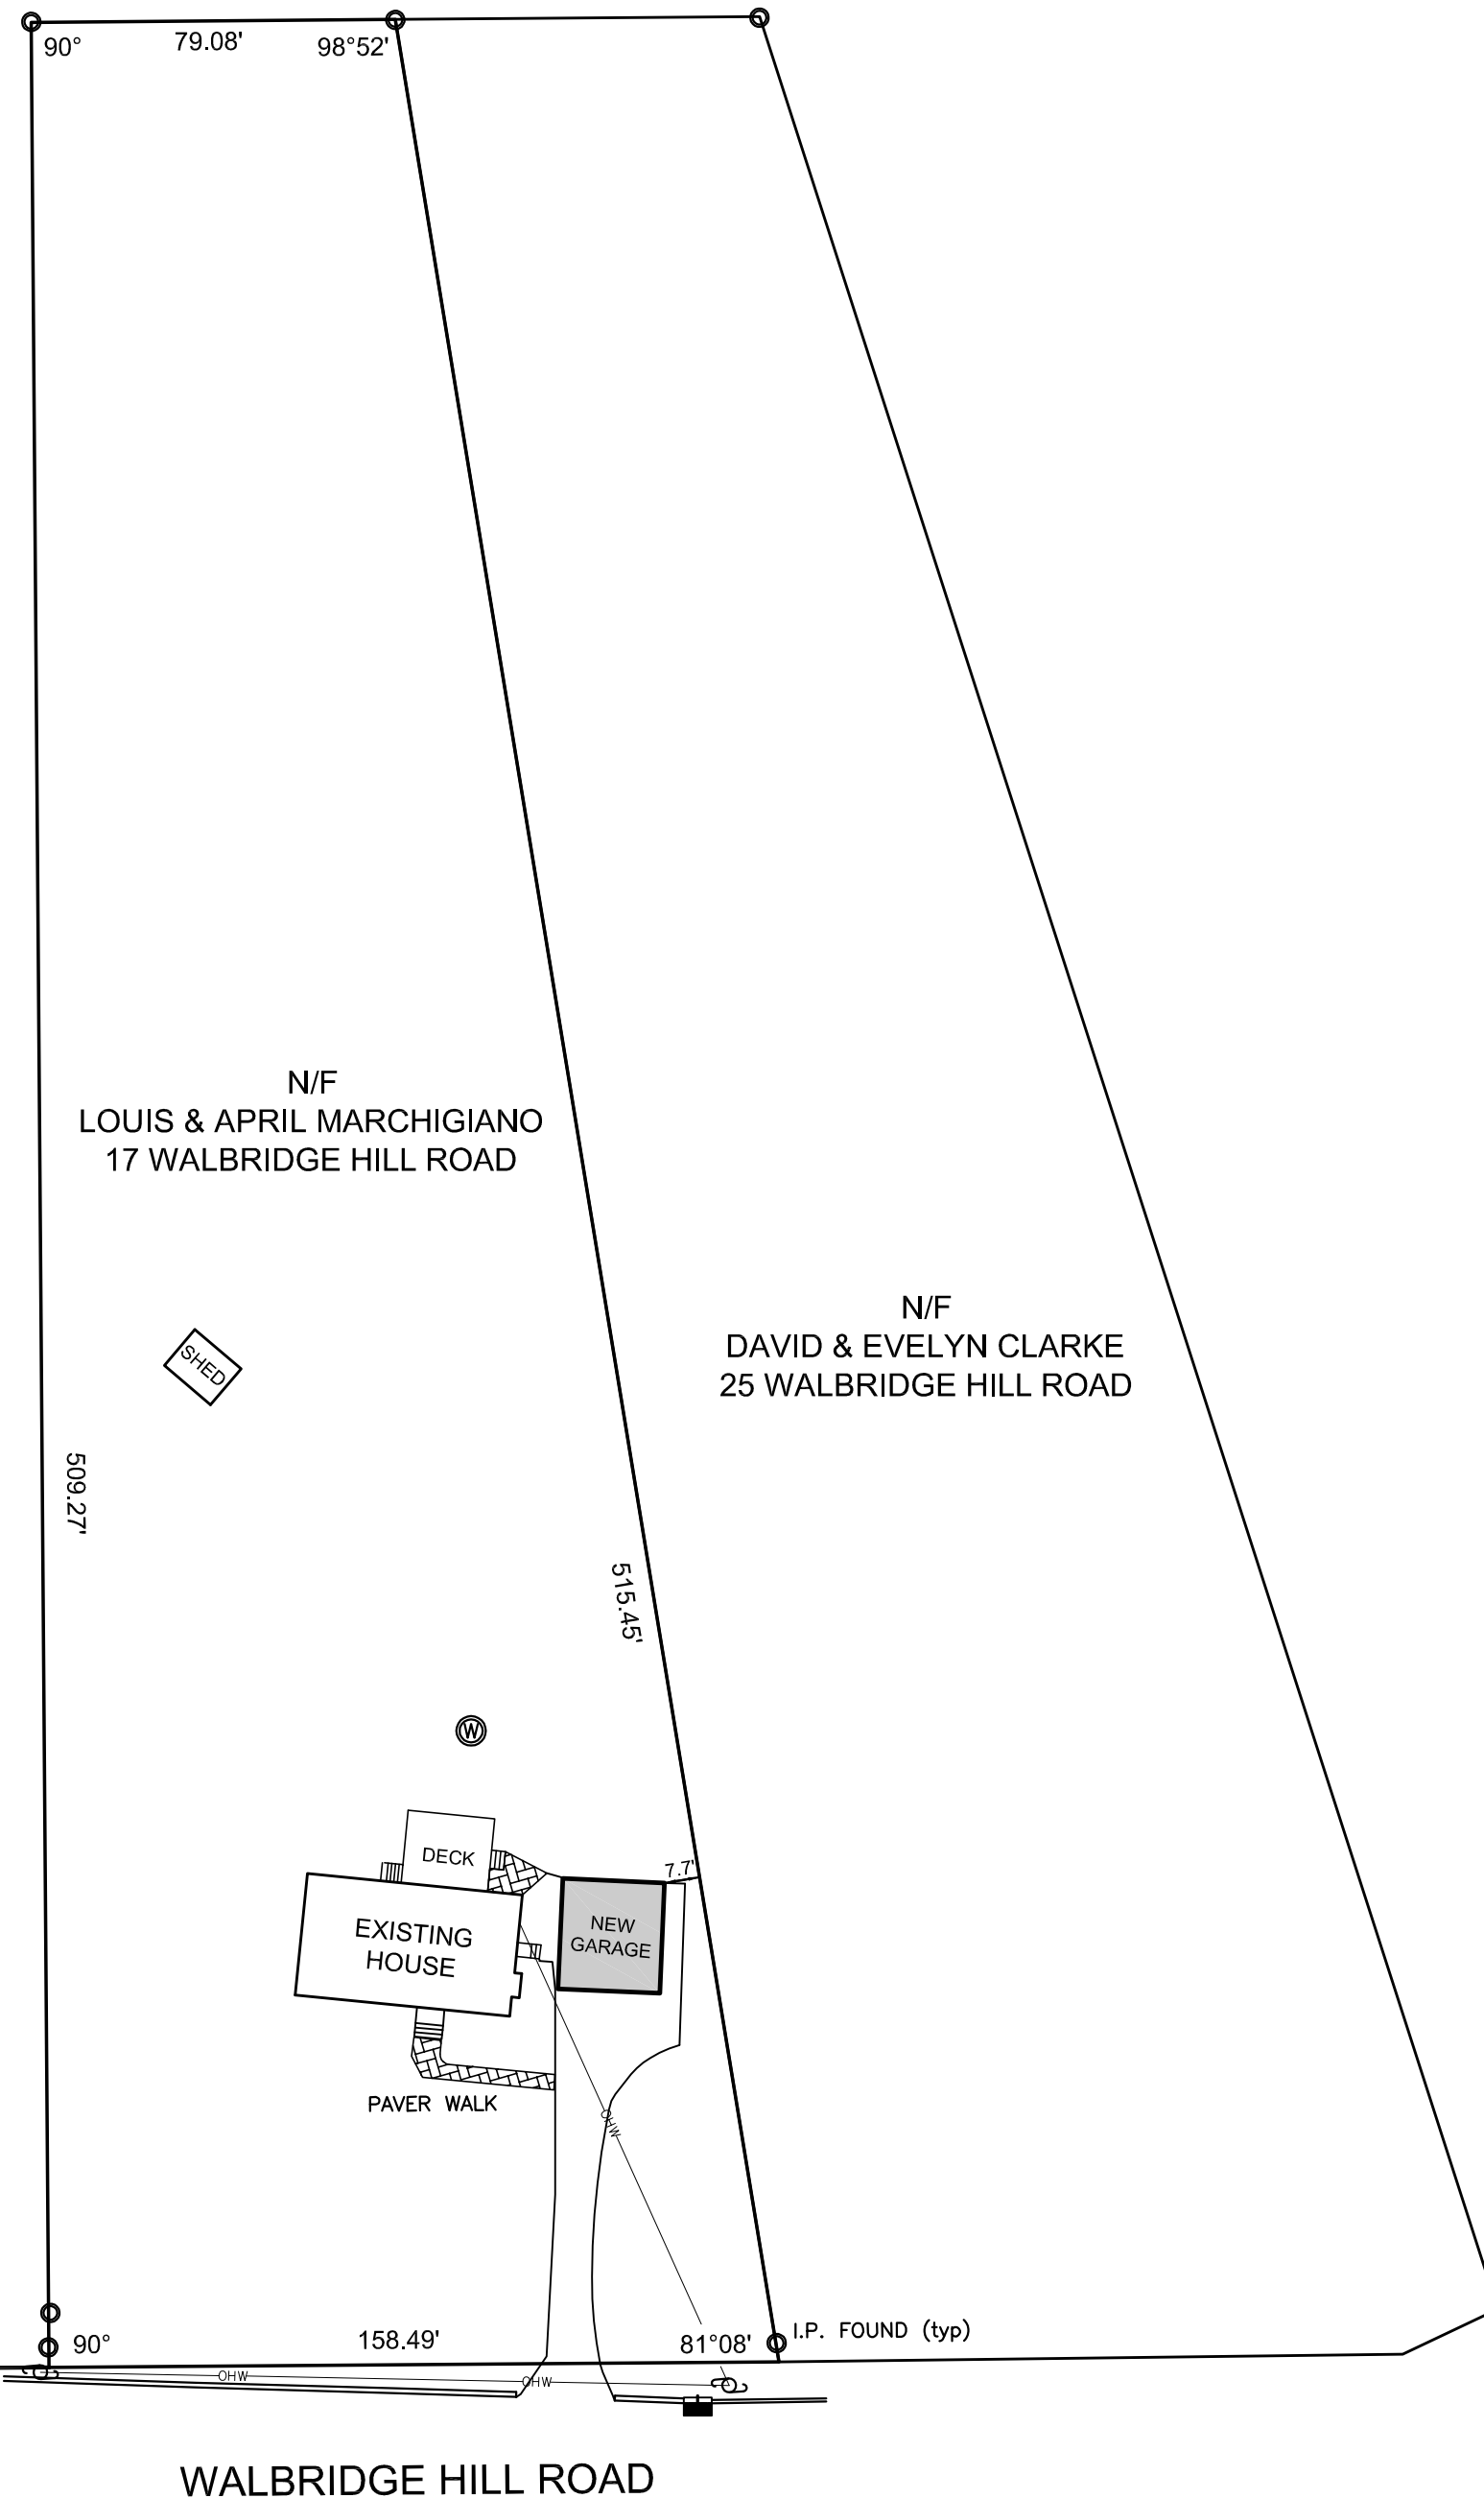 90°
79.08'
98°52'
N/F
LOUIS & APRIL MARCHIGIANO
17 WALBRIDGE HILL ROAD
N/F
DAVID & EVELYN CLARKE
25 WALBRIDGE HILL ROAD
SHED
509.27'
515.45'
W
DECK
7.7'
EXISTING
HOUSE
NEW
GARAGE
PAVER WALK
OHW
90°
158.49'
81°08'
I.P. FOUND (typ)
OHW
OHW
WALBRIDGE HILL ROAD